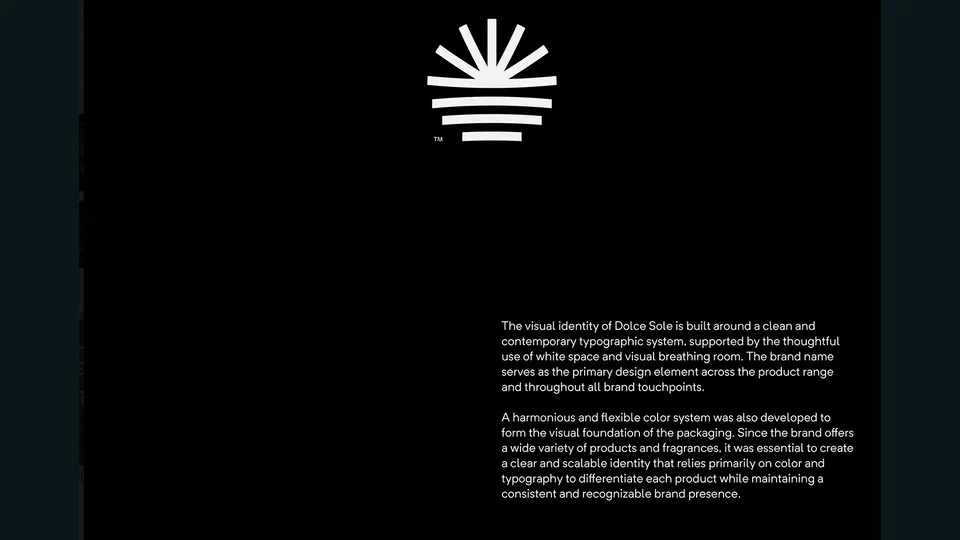 TM
The visual identity of Dolce Sole is built around a clean and
contemporary typographic system, supported by the thoughtful
use of white space and visual breathing room. The brand name
serves as the primary design element across the product range
and throughout all brand touchpoints.
A harmonious and flexible color system was also developed to
form the visual foundation of the packaging. Since the brand offers
a wide variety of products and fragrances, it was essential to create
a clear and scalable identity that relies primarily on color and
typography to differentiate each product while maintaining a
consistent and recognizable brand presence.